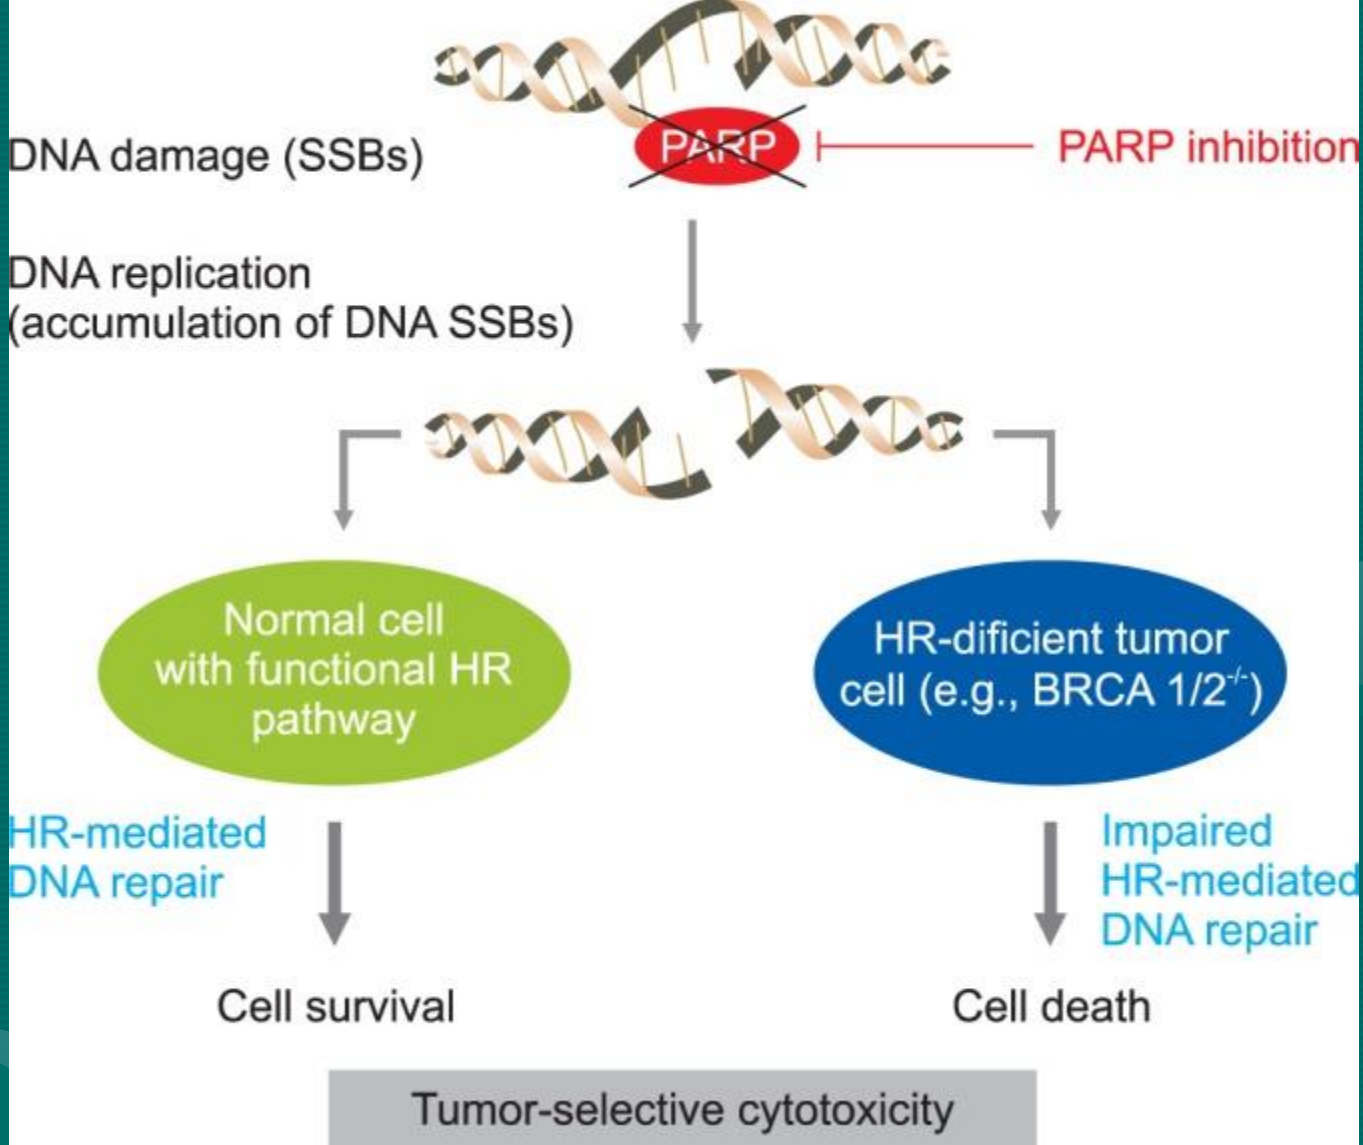 PARP
DNA damage (SSBs)
PARP inhibition
DNA replication
(accumulation of DNA SSBs)
Normal cell
with functional HR
pathway
HR-dificient tumor
cell (e.g., BRCA 1/2-/-)
HR-mediated
DNA repair
Impaired
HR-mediated
DNA repair
Cell survival
Cell death
Tumor-selective cytotoxicity